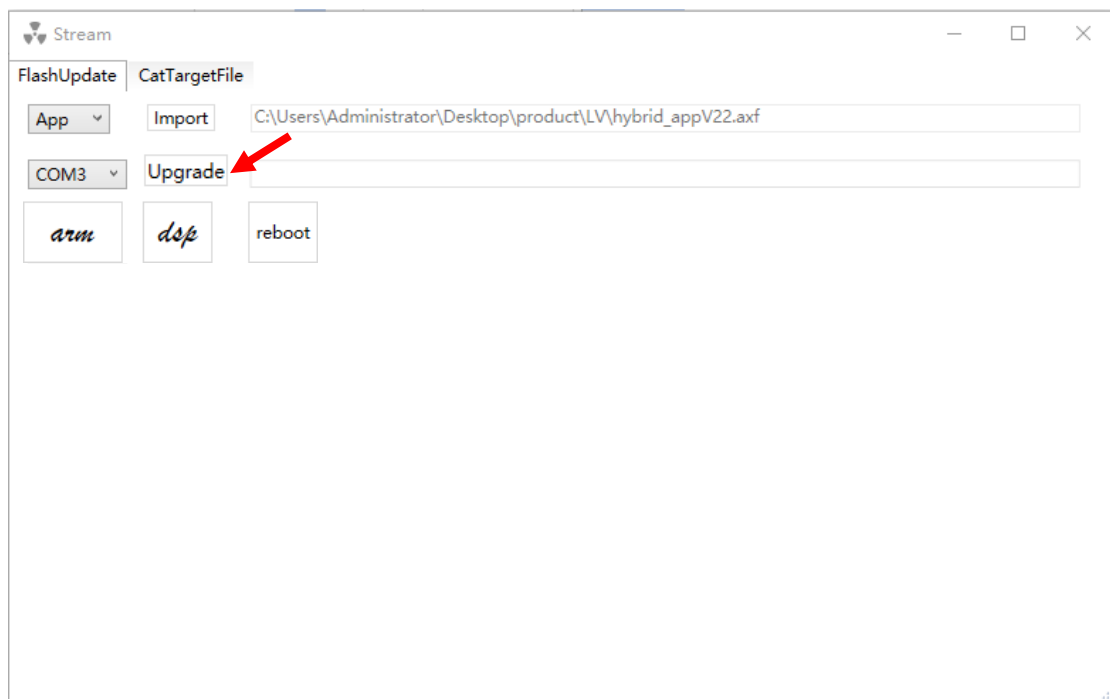 Stream
FlashUpdate CatTargetFile
App Import C:\Users\Administrator\Desktop\product\LV\hybrid_appV22.axf
COM3 Upgrade
arm dsp reboot